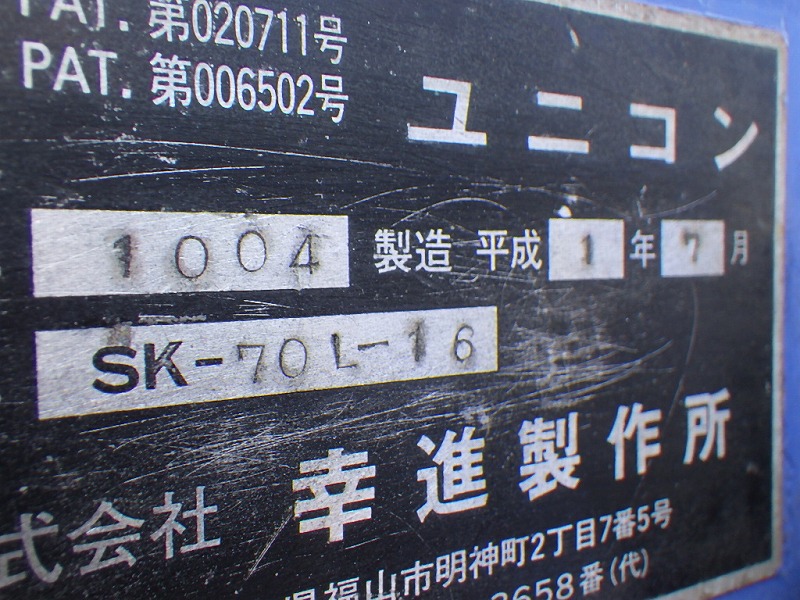 PAT. 第020711号
PAT. 第006502号
ユニコン
1004 製造 平成 1 年 7 月
SK-70L-16
式会社 幸進製作所
県福山市明神町2丁目7番5号
3658番(代)